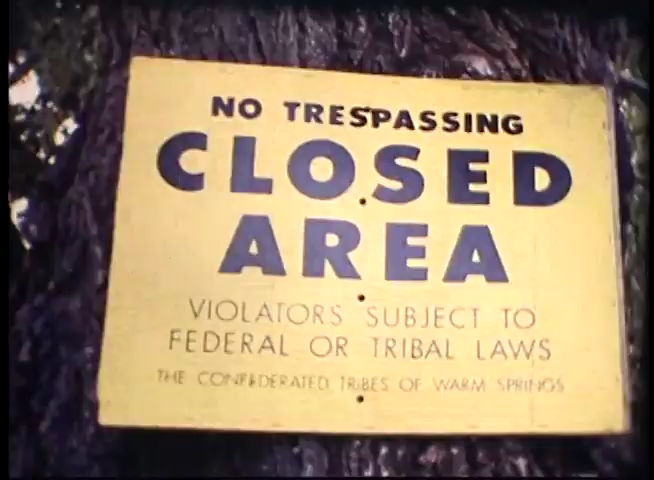 NO TRESPASSING
CLOSED
AREA
VIOLATORS SUBJECT TO
FEDERAL OR TRIBAL LAWS
THE CONFEDERATED TRIBES OF WARM SPRINGS